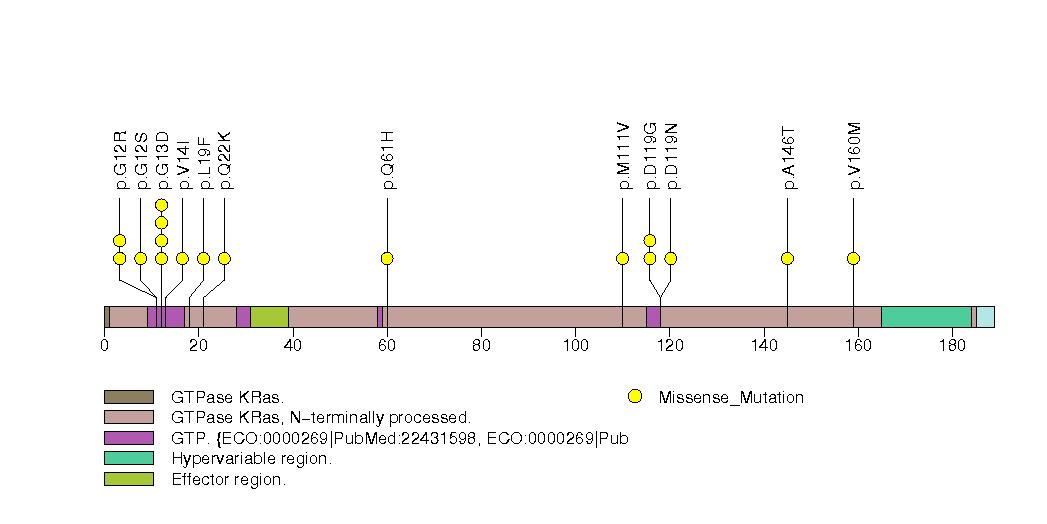 p.G12R p.G12S p.G13D p.V14I p.L19F p.Q22K p.Q61H p.M111V p.D119G p.D119N p.A146T p.V160M
0 20 40 60 80 100 120 140 160 180
GTPase KRas. Missense_Mutation
GTPase KRas, N−terminally processed.
GTP. {ECO:0000269|PubMed:22431598, ECO:0000269|Pub
Hypervariable region.
Effector region.